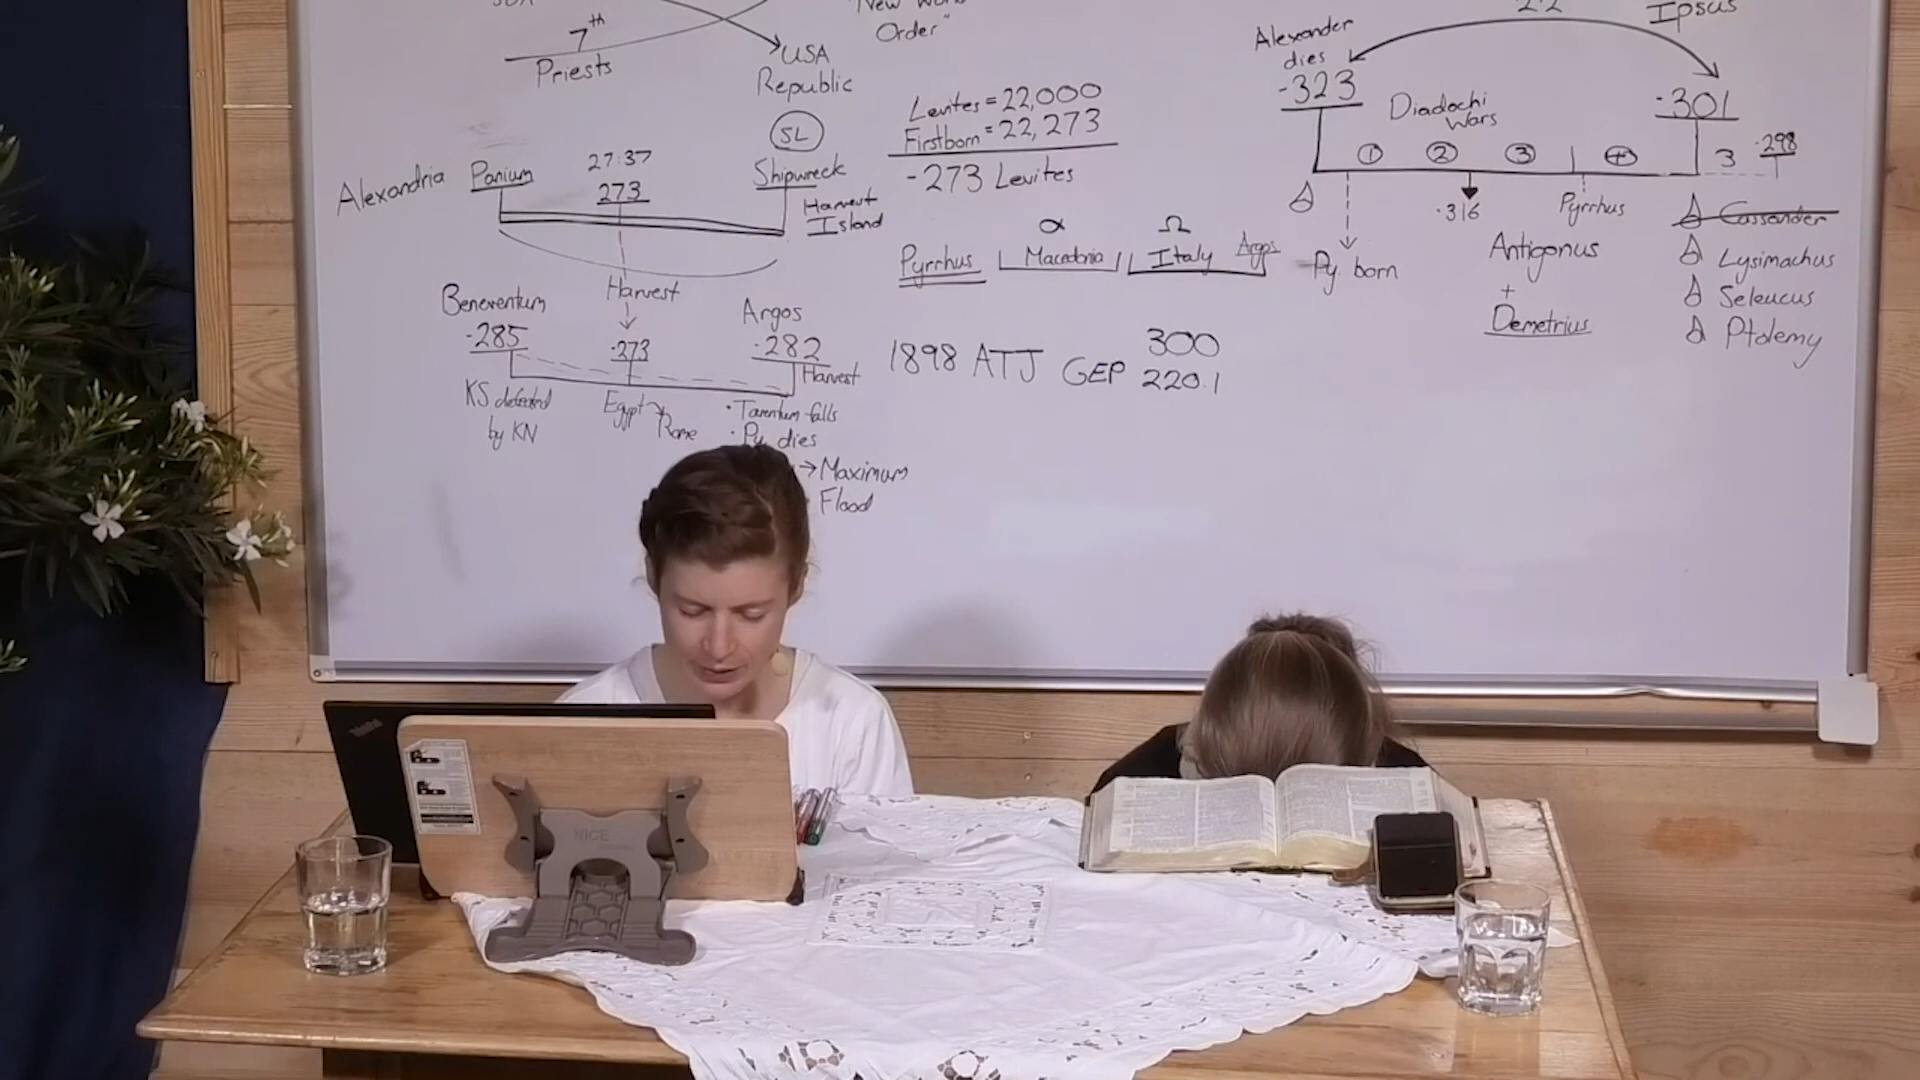 "New World
Order"
7th
Priests
USA
Republic
SL
Alexandria
Panium
27:37
273
Shipwreck
Harvest
Island
Harvest
Beneventum
-285
KS defeated
by KN
-273
Egypt
Rome
Argos
-282
Harvest
• Tarentum falls
• Py dies
→ Maximum
Flood
Levites = 22,000
Firstborn = 22,273
-273 Levites
Pyrrhus
α
Macedonia
Ω
Italy
Argos
1898 ATJ GEP 300
220.1
Alexander
dies
-323
22
Ipsus
-301
Diadochi
Wars
1 2 3 4
3
-298
Py born
-316
Pyrrhus
Antigonus
+
Demetrius
Cassander
Lysimachus
Seleucus
Ptolemy
ThinkPad
NICE